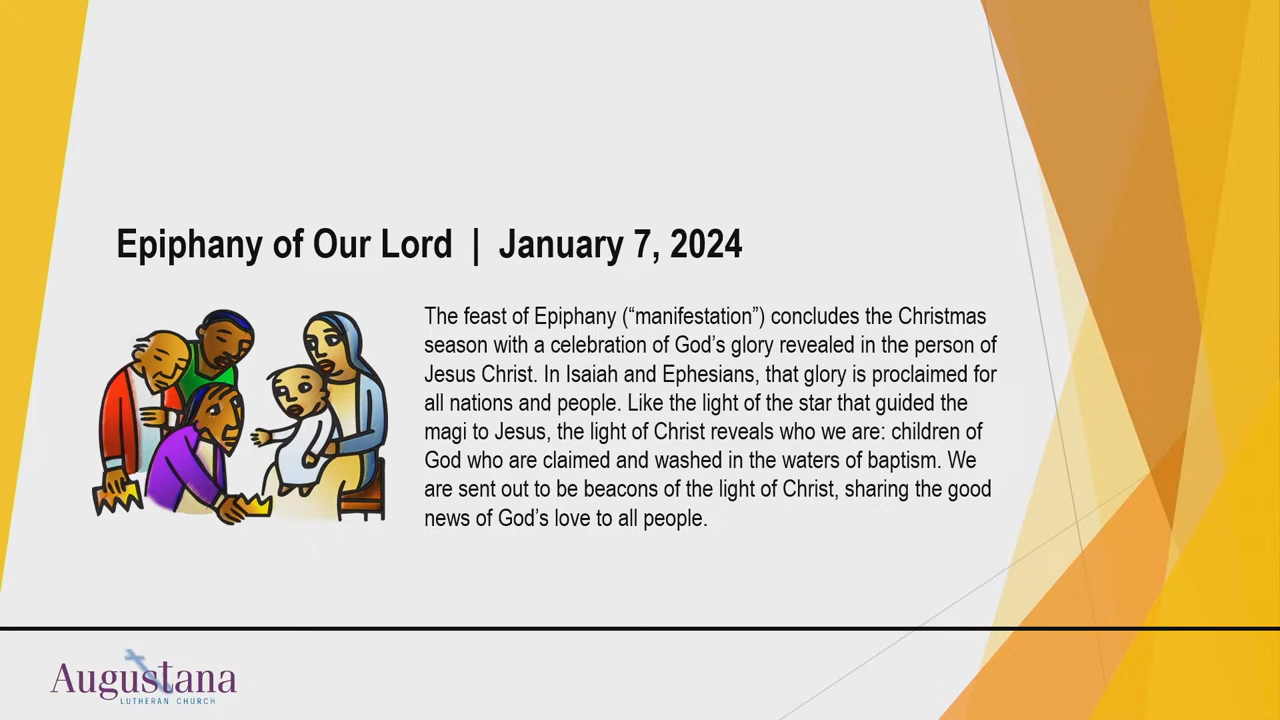 Epiphany of Our Lord | January 7, 2024
The feast of Epiphany (“manifestation”) concludes the Christmas
season with a celebration of God’s glory revealed in the person of
Jesus Christ. In Isaiah and Ephesians, that glory is proclaimed for
all nations and people. Like the light of the star that guided the
magi to Jesus, the light of Christ reveals who we are: children of
God who are claimed and washed in the waters of baptism. We
are sent out to be beacons of the light of Christ, sharing the good
news of God’s love to all people.
Augustana
LUTHERAN CHURCH